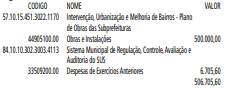 CODIGO NOME VALOR
57.10.15.451.3022.1170 Intervenção, Urbanização e Melhoria de Bairros - Plano
de Obras das Subprefeituras
44905100.00 Obras e Instalações 500.000,00
84.10.10.302.3003.4113 Sistema Municipal de Regulação, Controle, Avaliação e
Auditoria do SUS
33509200.00 Despesas de Exercícios Anteriores 6.705,60
506.705,60